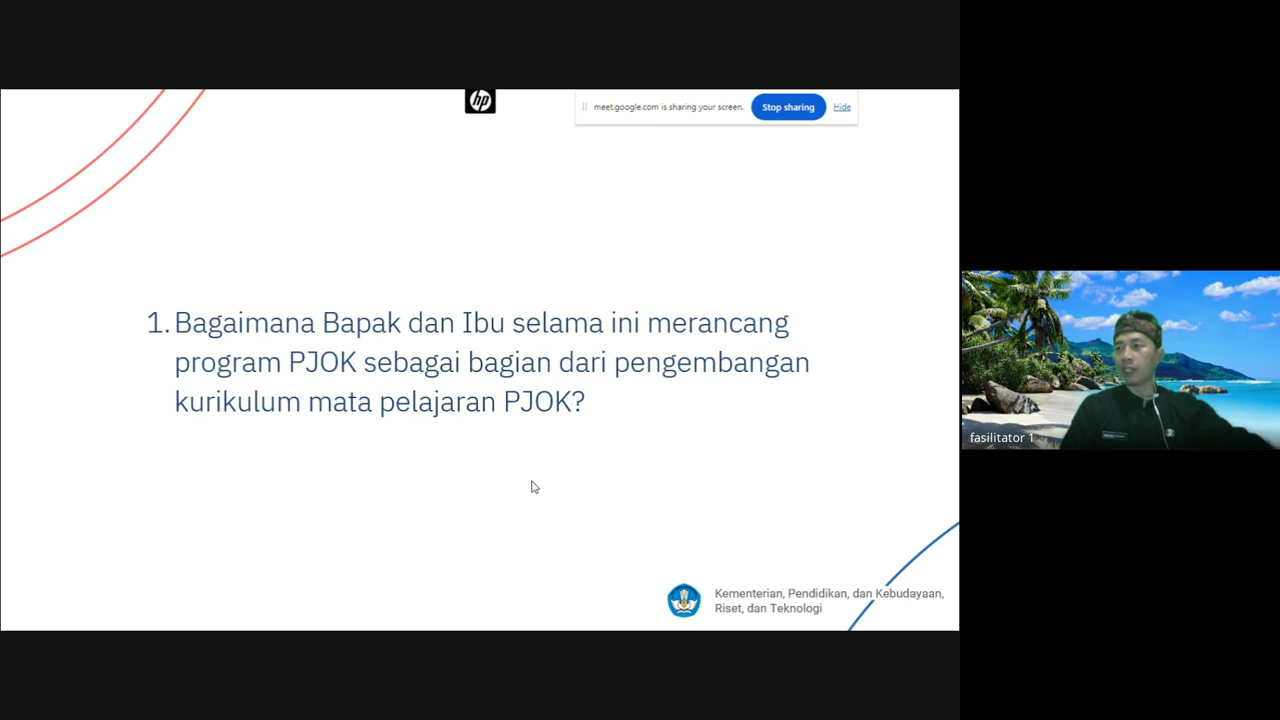 hp
meet.google.com is sharing your screen. Stop sharing Hide
1. Bagaimana Bapak dan Ibu selama ini merancang
program PJOK sebagai bagian dari pengembangan
kurikulum mata pelajaran PJOK?
fasilitator 1
Kementerian, Pendidikan, dan Kebudayaan,
Riset, dan Teknologi